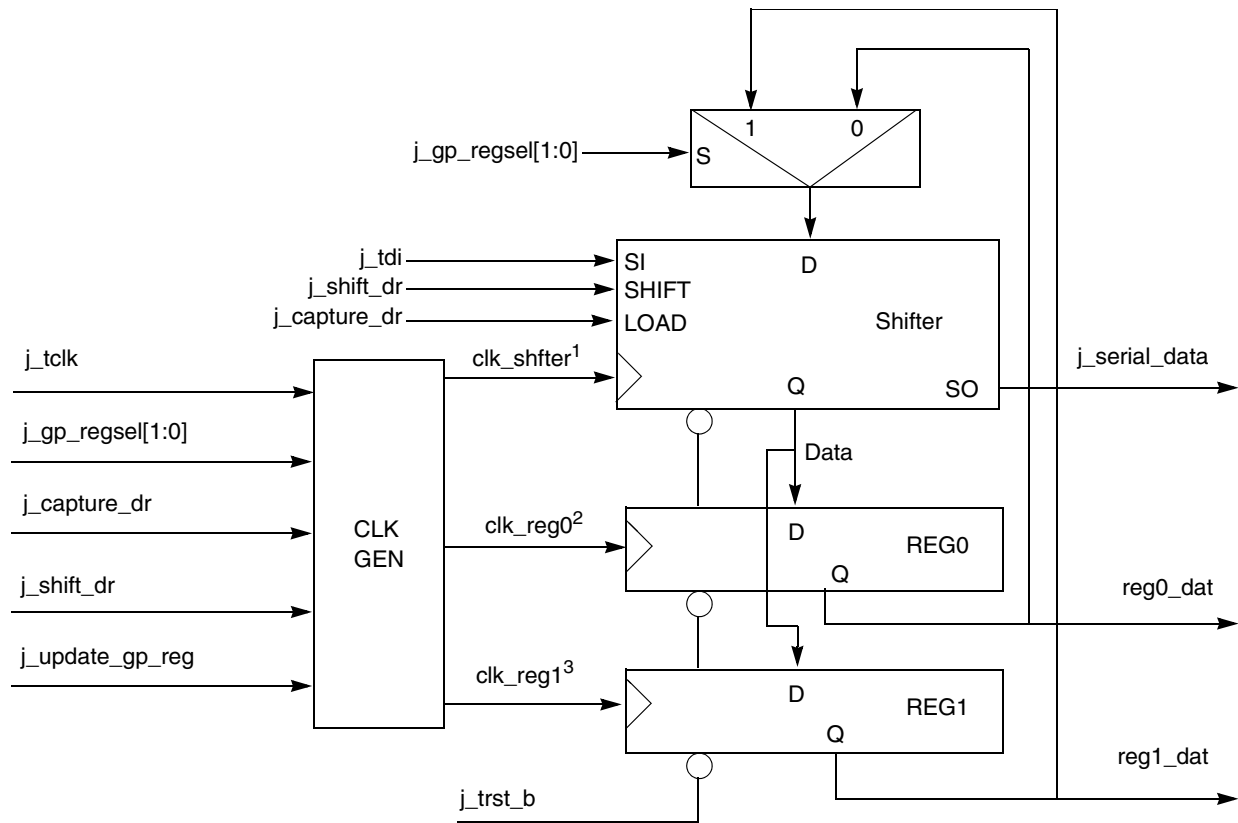 1 0
j_gp_regsel[1:0]
S
j_tdi
SI
D
j_shift_dr
SHIFT
j_capture_dr
LOAD
Shifter
j_tclk
clk_shfter1
j_serial_data
Q
SO
j_gp_regsel[1:0]
Data
j_capture_dr
CLK
GEN
clk_reg02
D
REG0
Q
j_shift_dr
reg0_dat
j_update_gp_reg
clk_reg13
D
REG1
Q
reg1_dat
j_trst_b